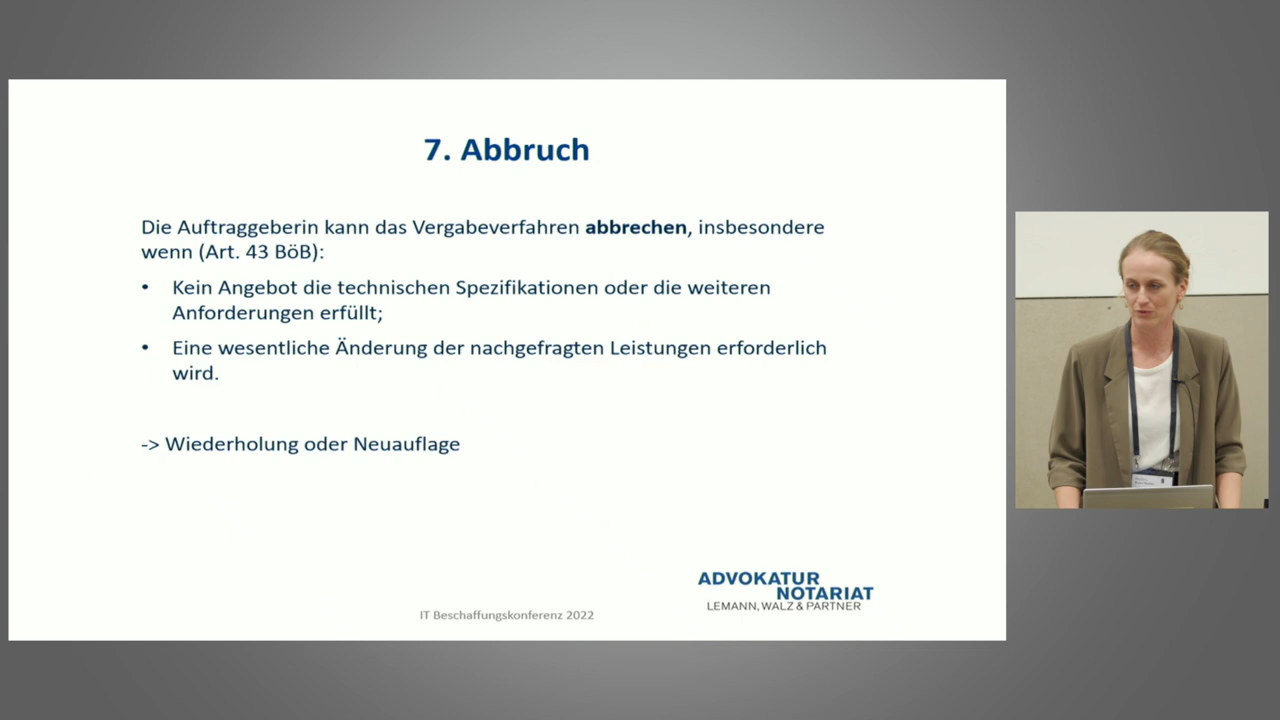 7. Abbruch
Die Auftraggeberin kann das Vergabeverfahren abbrechen, insbesondere
wenn (Art. 43 BöB):
• Kein Angebot die technischen Spezifikationen oder die weiteren
Anforderungen erfüllt;
• Eine wesentliche Änderung der nachgefragten Leistungen erforderlich
wird.
-> Wiederholung oder Neuauflage
IT Beschaffungskonferenz 2022
ADVOKATUR
NOTARIAT
LEMANN, WALZ & PARTNER